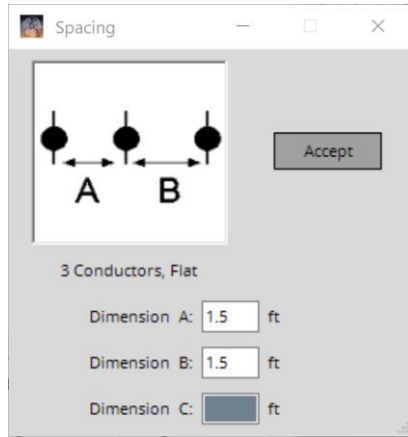 Spacing
A B
Accept
3 Conductors, Flat
Dimension A: 1.5 ft
Dimension B: 1.5 ft
Dimension C: ft